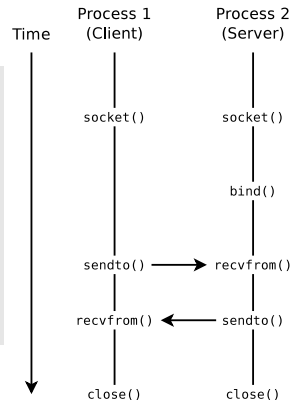 Time
Process 1
(Client)
Process 2
(Server)
socket()
socket()
bind()
sendto()
recvfrom()
recvfrom()
sendto()
close()
close()